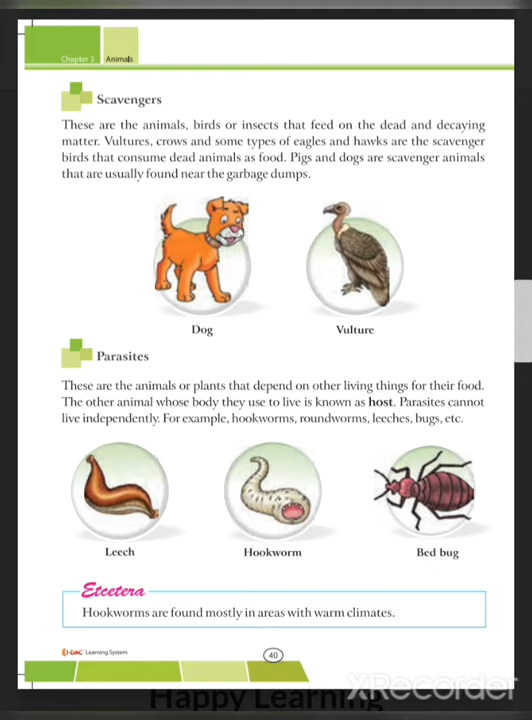 Chapter 3 Animals
Scavengers
These are the animals, birds or insects that feed on the dead and decaying
matter. Vultures, crows and some types of eagles and hawks are the scavenger
birds that consume dead animals as food. Pigs and dogs are scavenger animals
that are usually found near the garbage dumps.
Dog Vulture
Parasites
These are the animals or plants that depend on other living things for their food.
The other animal whose body they use to live is known as host. Parasites cannot
live independently. For example, hookworms, roundworms, leeches, bugs, etc.
Leech Hookworm Bed bug
Etcetera
Hookworms are found mostly in areas with warm climates.
Learning System
40
XRecorder
Happy Learning